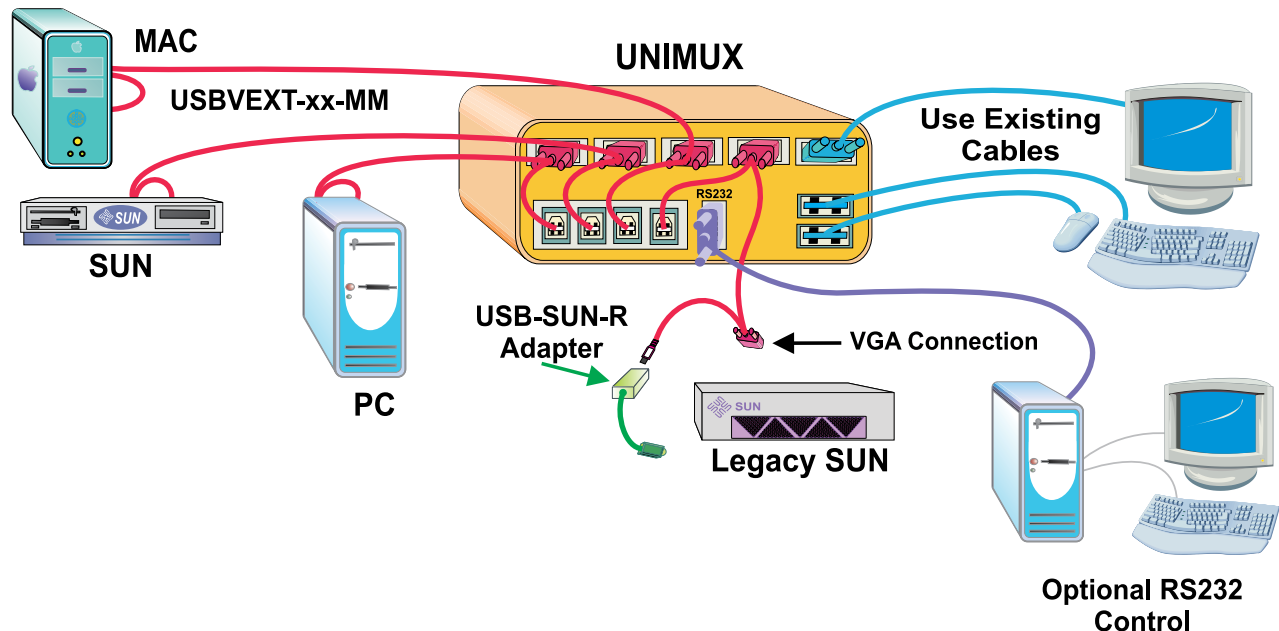 MAC
UNIMUX
USBVEXT-xx-MM
Use Existing
Cables
RS232
SUN
SUN
USB-SUN-R
Adapter
VGA Connection
PC
SUN
SUN
Legacy SUN
Optional RS232
Control